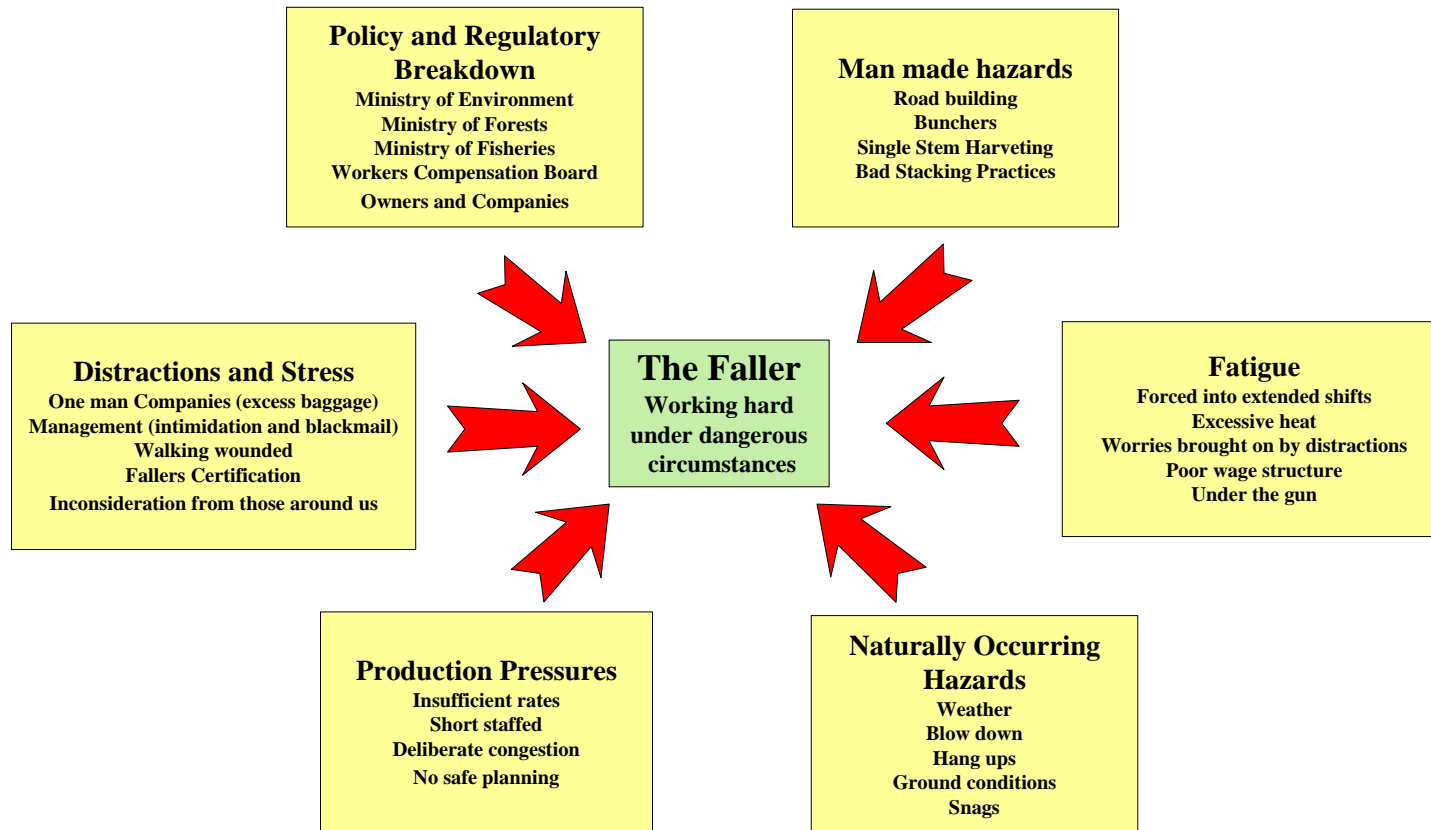 Policy and Regulatory
Breakdown
Ministry of Environment
Ministry of Forests
Ministry of Fisheries
Workers Compensation Board
Owners and Companies
Man made hazards
Road building
Bunchers
Single Stem Harveting
Bad Stacking Practices
Distractions and Stress
One man Companies (excess baggage)
Management (intimidation and blackmail)
Walking wounded
Fallers Certification
Inconsideration from those around us
The Faller
Working hard
under dangerous
circumstances
Fatigue
Forced into extended shifts
Excessive heat
Worries brought on by distractions
Poor wage structure
Under the gun
Production Pressures
Insufficient rates
Short staffed
Deliberate congestion
No safe planning
Naturally Occurring
Hazards
Weather
Blow down
Hang ups
Ground conditions
Snags